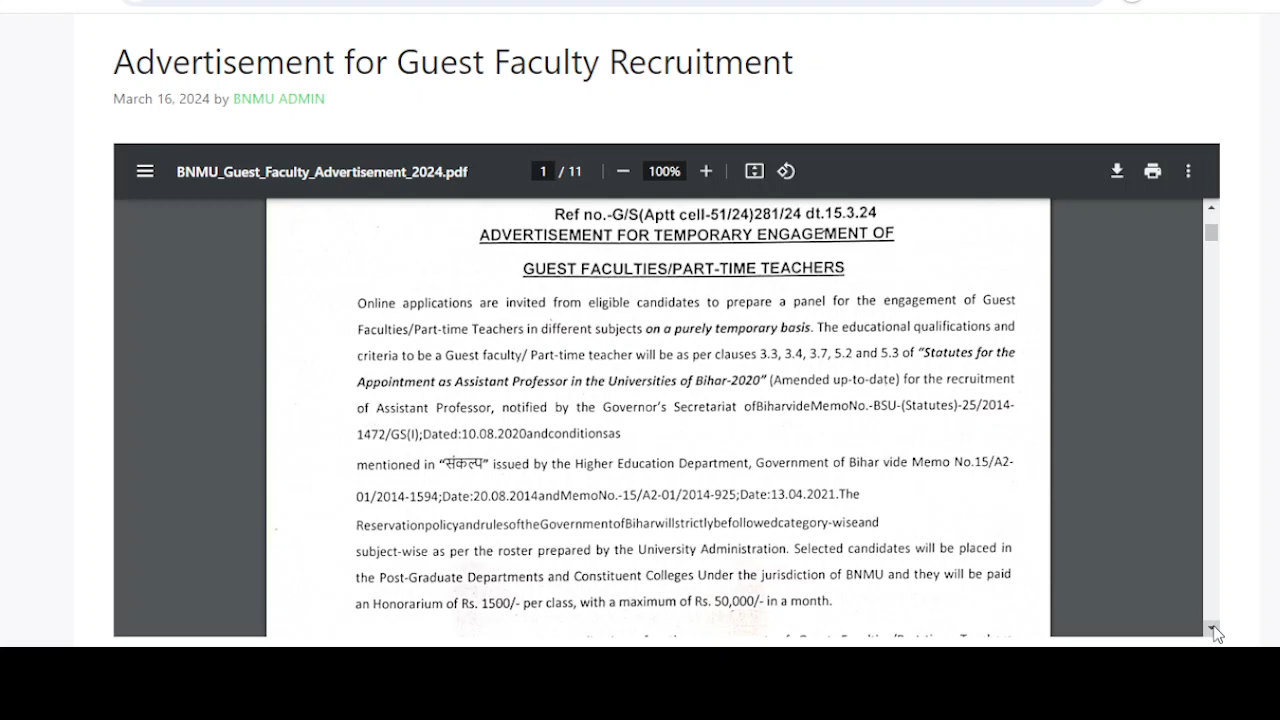 Advertisement for Guest Faculty Recruitment
March 16, 2024 by BNMU ADMIN
BNMU_Guest_Faculty_Advertisement_2024.pdf 1 / 11 100%
Ref no.-G/S(Aptt cell-51/24)281/24 dt.15.3.24
ADVERTISEMENT FOR TEMPORARY ENGAGEMENT OF
GUEST FACULTIES/PART-TIME TEACHERS
Online applications are invited from eligible candidates to prepare a panel for the engagement of Guest
Faculties/Part-time Teachers in different subjects on a purely temporary basis. The educational qualifications and
criteria to be a Guest faculty/ Part-time teacher will be as per clauses 3.3, 3.4, 3.7, 5.2 and 5.3 of "Statutes for the
Appointment as Assistant Professor in the Universities of Bihar-2020" (Amended up-to-date) for the recruitment
of Assistant Professor, notified by the Governor's Secretariat ofBiharvideMemoNo.-BSU-(Statutes)-25/2014-
1472/GS(I);Dated:10.08.2020andconditionsas
mentioned in "संकल्प" issued by the Higher Education Department, Government of Bihar vide Memo No.15/A2-
01/2014-1594;Date:20.08.2014andMemoNo.-15/A2-01/2014-925;Date:13.04.2021.The
ReservationpolicyandrulesoftheGovernmentofBiharwillstrictlybefollowedcategory-wiseand
subject-wise as per the roster prepared by the University Administration. Selected candidates will be placed in
the Post-Graduate Departments and Constituent Colleges Under the jurisdiction of BNMU and they will be paid
an Honorarium of Rs. 1500/- per class, with a maximum of Rs. 50,000/- in a month.